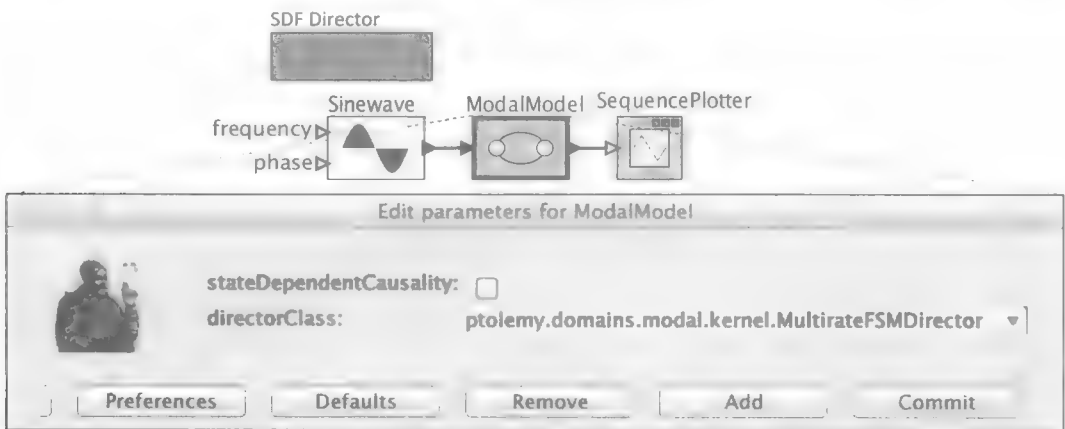 SDF Director
Sinewave
ModalModel
SequencePlotter
frequency
phase
Edit parameters for ModalModel
stateDependentCausality:
directorClass:
ptolemy.domains.modal.kernel.MultirateFSMDirector
Preferences
Defaults
Remove
Add
Commit